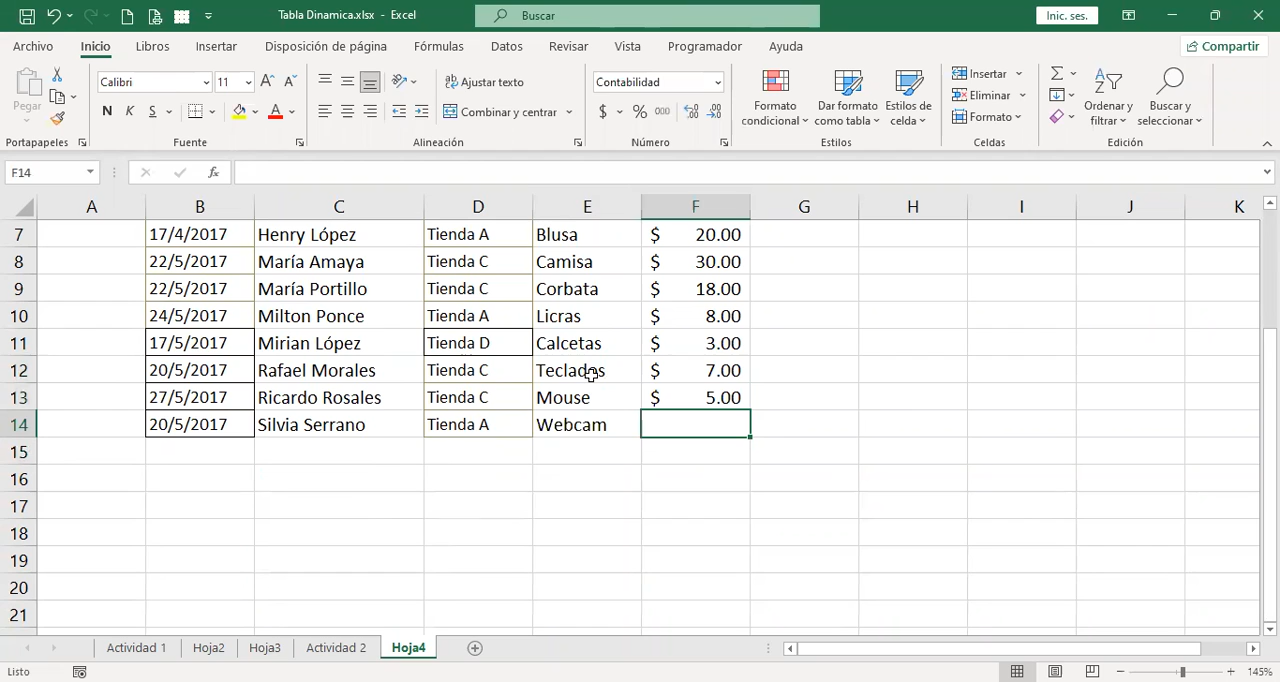 Tabla Dinamica.xlsx - Excel
Buscar
Inic. ses.
Archivo Inicio Libros Insertar Disposición de página Fórmulas Datos Revisar Vista Programador Ayuda
Compartir
Pegar
Portapapeles
Calibri 11
N K S
Fuente
Ajustar texto
Combinar y centrar
Alineación
Contabilidad
$ % 000
Número
Formato condicional
Dar formato como tabla
Estilos de celda
Estilos
Insertar
Eliminar
Formato
Celdas
Ordenar y filtrar
Buscar y seleccionar
Edición
F14
fx
A B C D E F G H I J K
7 17/4/2017 Henry López Tienda A Blusa $ 20.00
8 22/5/2017 María Amaya Tienda C Camisa $ 30.00
9 22/5/2017 María Portillo Tienda C Corbata $ 18.00
10 24/5/2017 Milton Ponce Tienda A Licras $ 8.00
11 17/5/2017 Mirian López Tienda D Calcetas $ 3.00
12 20/5/2017 Rafael Morales Tienda C Teclados $ 7.00
13 27/5/2017 Ricardo Rosales Tienda C Mouse $ 5.00
14 20/5/2017 Silvia Serrano Tienda A Webcam
15
16
17
18
19
20
21
Actividad 1 Hoja2 Hoja3 Actividad 2 Hoja4
Listo
145%